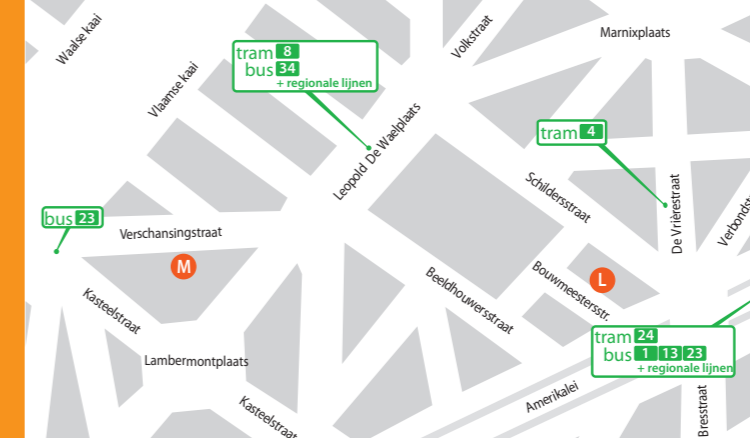 Waalse kaai
Vlaamse kaai
Volkstraat
Marnixplaats
tram 8
bus 34
+ regionale lijnen
Leopold De Waelplaats
tram 4
Schildersstraat
De Vrièrestraat
bus 23
Verschansingstraat
M
L
Kasteelstraat
Beeldhouwersstraat
Bouwmeestersstr.
tram 24
bus 1 13 23
+ regionale lijnen
Lambermontplaats
Amerikalei
Kasteelstraat
Bresstraat